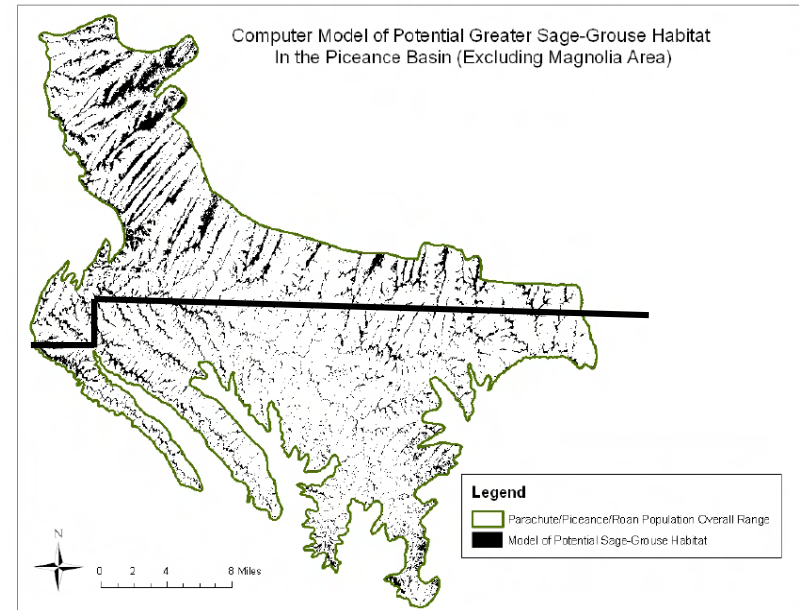 Computer Model of Potential Greater Sage-Grouse Habitat
In the Piceance Basin (Excluding Magnolia Area)
Legend
Parachute/Piceance/Roan Population Overall Range
Model of Potential Sage-Grouse Habitat
N
0 2 4 8 Miles